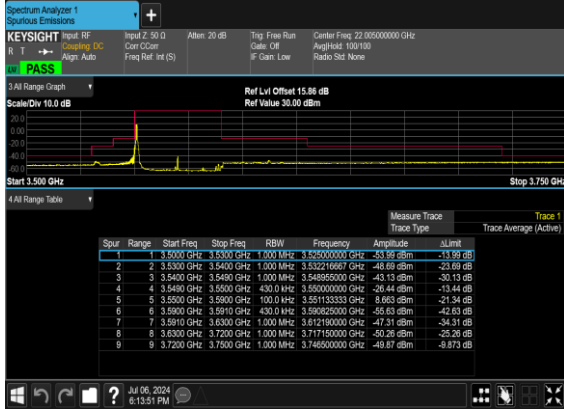 Spectrum Analyzer 1
Spurious Emissions
KEYSIGHT Input: RF Input Z: 50 Ω Atten: 20 dB Trig: Free Run Center Freq: 22.005000000 GHz
R T Coupling: DC Corr CCorr Gate: Off Avg|Hold: 100/100
Align: Auto Freq Ref: Int (S) IF Gain: Low Radio Std: None
PASS
3 All Range Graph
Ref Lvl Offset 15.86 dB
Scale/Div 10.0 dB Ref Value 30.00 dBm
20.0
0.00
-20.0
-40.0
-60.0
Start 3.500 GHz Stop 3.750 GHz
4 All Range Table
Measure Trace Trace 1
Trace Type Trace Average (Active)
Spur Range Start Freq Stop Freq RBW Frequency Amplitude ΔLimit
1 1 3.5000 GHz 3.5300 GHz 1.000 MHz 3.525000000 GHz -53.99 dBm -13.99 dB
2 2 3.5300 GHz 3.5400 GHz 1.000 MHz 3.532216667 GHz -48.69 dBm -23.69 dB
3 3 3.5400 GHz 3.5490 GHz 1.000 MHz 3.548955000 GHz -43.13 dBm -30.13 dB
4 4 3.5490 GHz 3.5500 GHz 430.0 kHz 3.550000000 GHz -26.44 dBm -13.44 dB
5 5 3.5500 GHz 3.5900 GHz 100.0 kHz 3.551133333 GHz 8.663 dBm -21.34 dB
6 6 3.5900 GHz 3.5910 GHz 430.0 kHz 3.590825000 GHz -55.63 dBm -42.63 dB
7 7 3.5910 GHz 3.6300 GHz 1.000 MHz 3.612190000 GHz -47.31 dBm -34.31 dB
8 8 3.6300 GHz 3.7200 GHz 1.000 MHz 3.717150000 GHz -50.26 dBm -25.26 dB
9 9 3.7200 GHz 3.7500 GHz 1.000 MHz 3.746500000 GHz -49.87 dBm -9.873 dB
Jul 06, 2024
6:13:51 PM